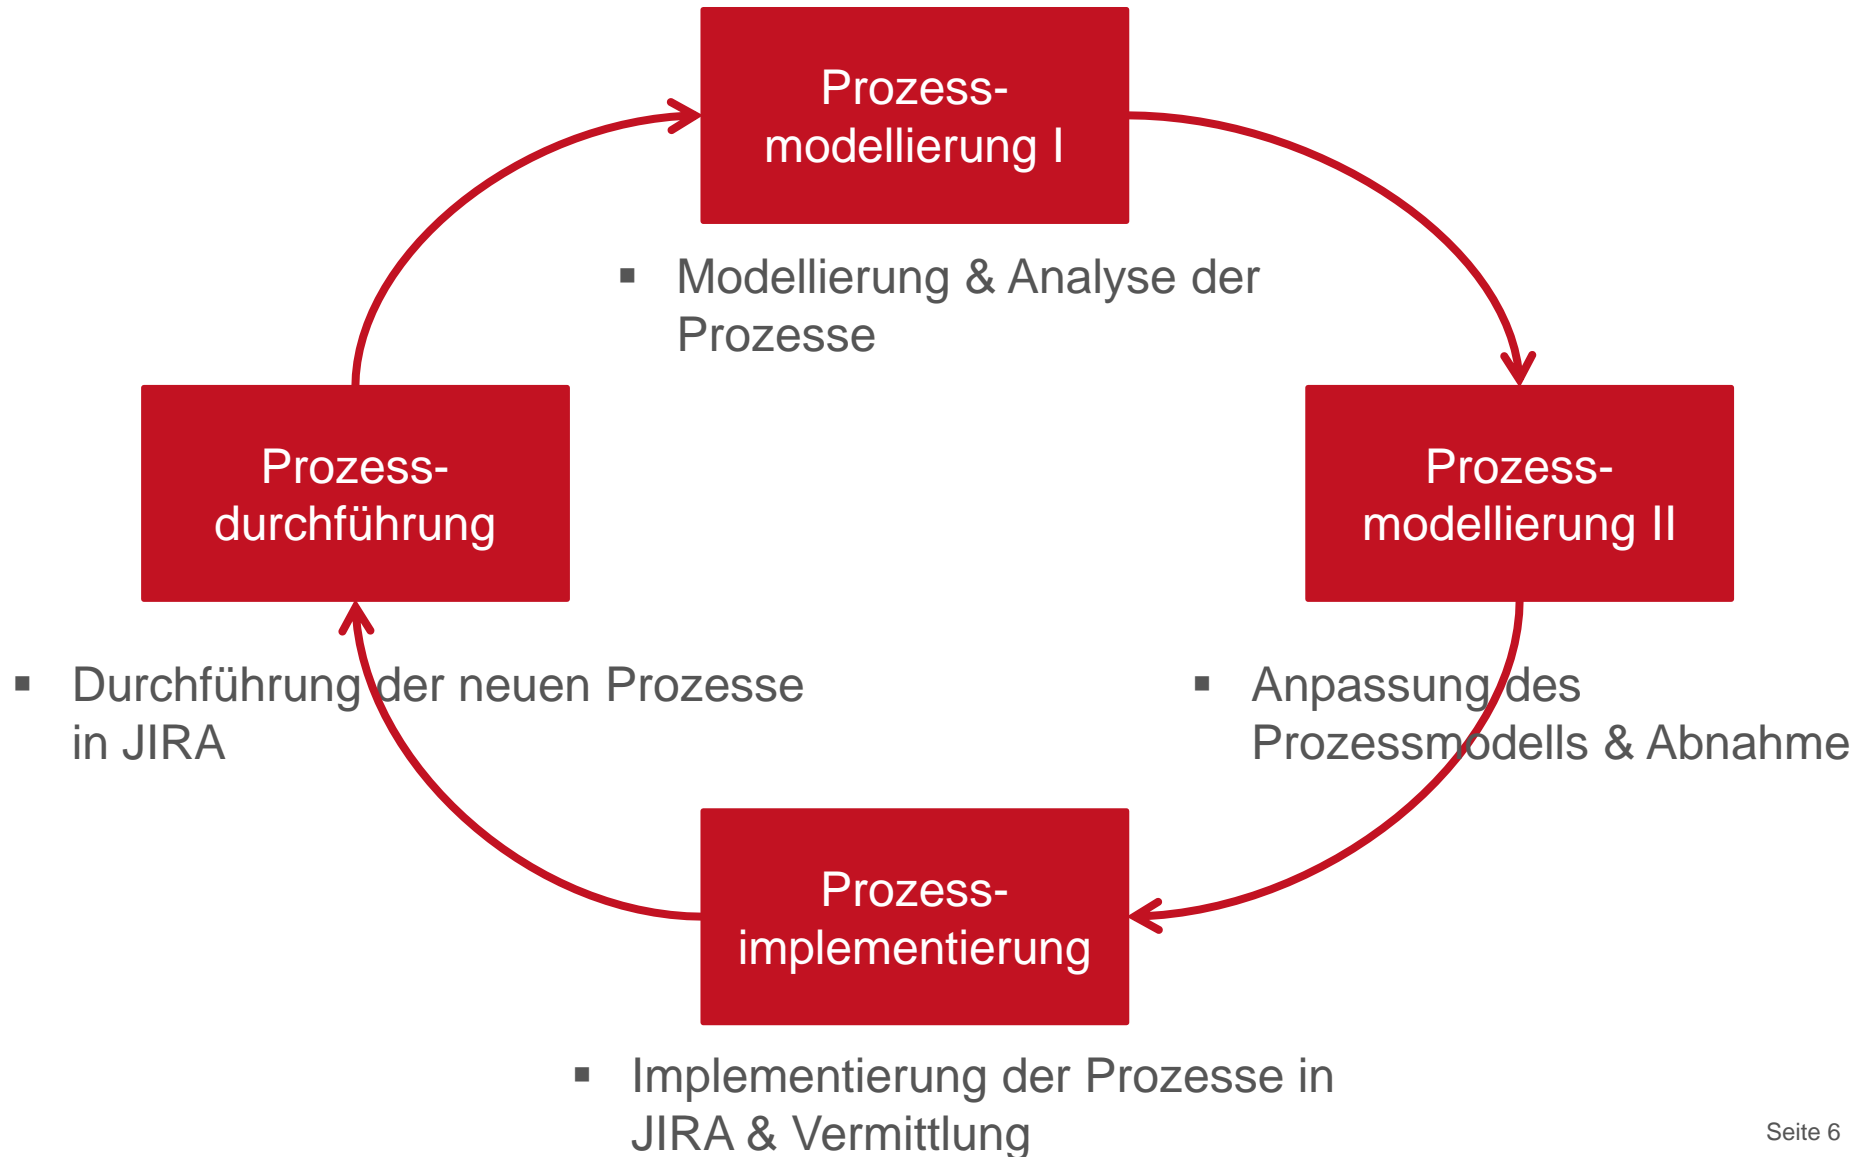 Prozess-
modellierung I
▪ Modellierung & Analyse der
Prozesse
Prozess-
durchführung
▪ Durchführung der neuen Prozesse
in JIRA
Prozess-
modellierung II
▪ Anpassung des
Prozessmodells & Abnahme
Prozess-
implementierung
▪ Implementierung der Prozesse in
JIRA & Vermittlung
Seite 6